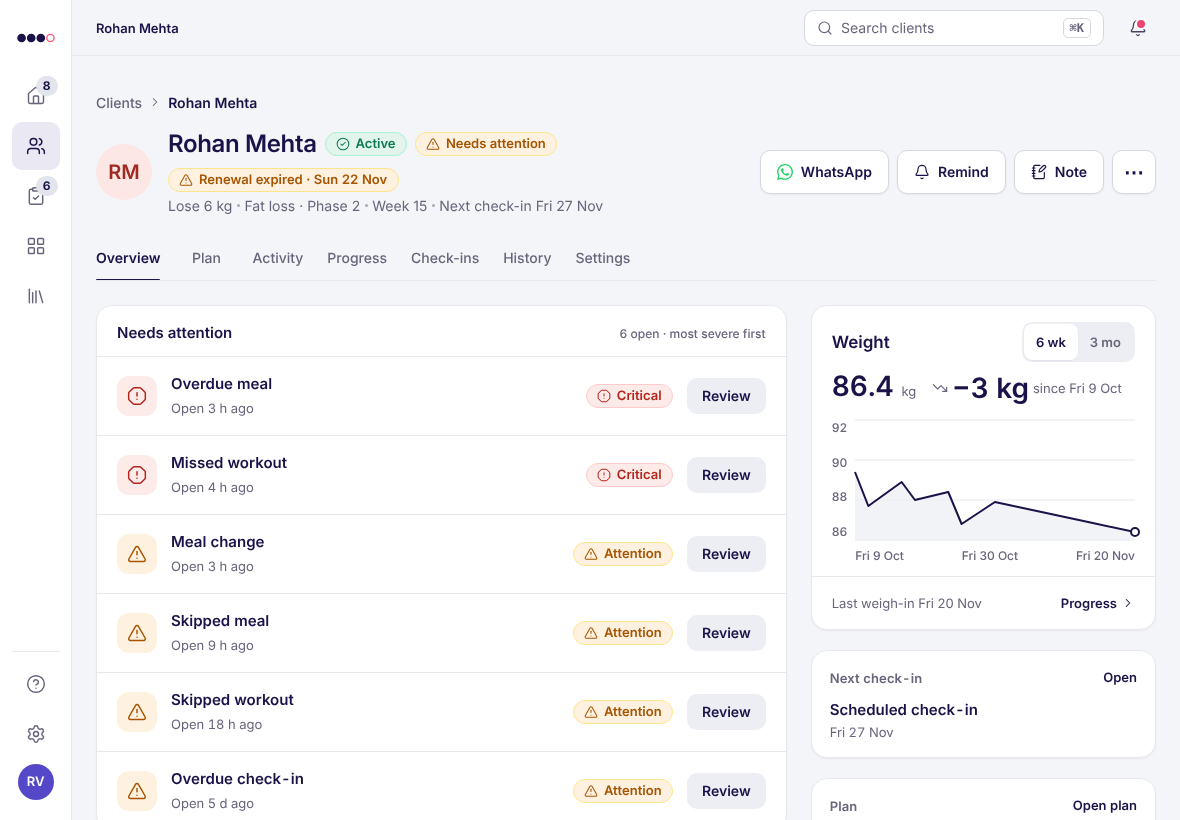 Rohan Mehta
Search clients
⌘K
8
6
RV
Clients
Rohan Mehta
RM
Rohan Mehta
Active
Needs attention
Renewal expired · Sun 22 Nov
Lose 6 kg · Fat loss · Phase 2 · Week 15 · Next check-in Fri 27 Nov
WhatsApp
Remind
Note
Overview
Plan
Activity
Progress
Check-ins
History
Settings
Needs attention
6 open · most severe first
Overdue meal
Open 3 h ago
Critical
Review
Missed workout
Open 4 h ago
Critical
Review
Meal change
Open 3 h ago
Attention
Review
Skipped meal
Open 9 h ago
Attention
Review
Skipped workout
Open 18 h ago
Attention
Review
Overdue check-in
Open 5 d ago
Attention
Review
Weight
6 wk
3 mo
86.4 kg
−3 kg since Fri 9 Oct
92
90
88
86
Fri 9 Oct
Fri 30 Oct
Fri 20 Nov
Last weigh-in Fri 20 Nov
Progress
Next check-in
Open
Scheduled check-in
Fri 27 Nov
Plan
Open plan